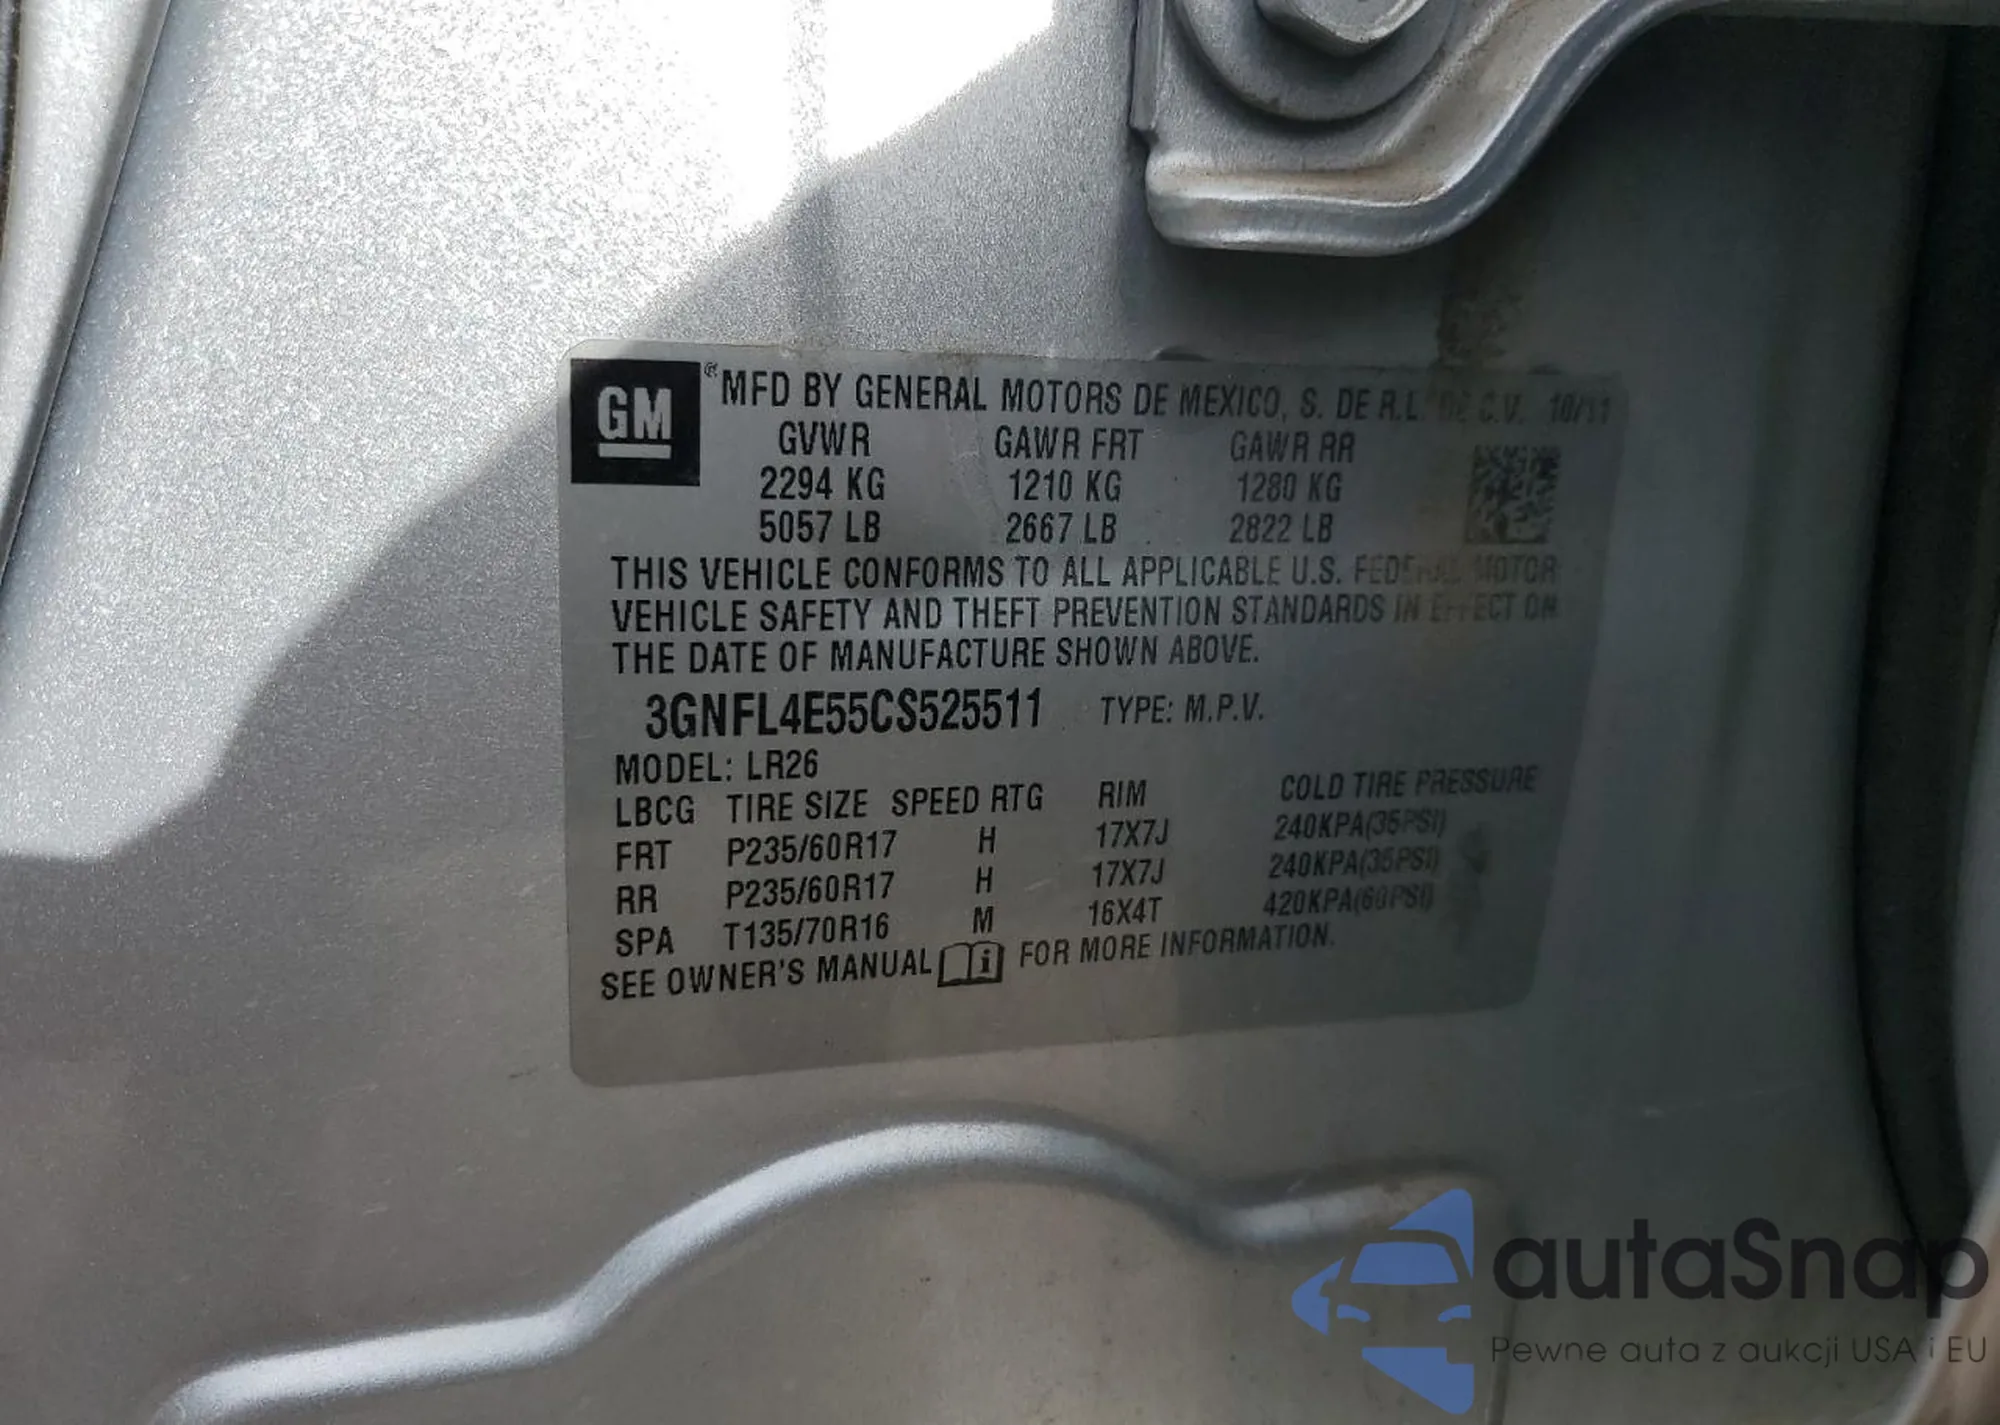 GM
MFD BY GENERAL MOTORS DE MEXICO, S. DE R.L. DE C.V. 10/11
GVWR GAWR FRT GAWR RR
2294 KG 1210 KG 1280 KG
5057 LB 2667 LB 2822 LB
THIS VEHICLE CONFORMS TO ALL APPLICABLE U.S. FEDERAL MOTOR
VEHICLE SAFETY AND THEFT PREVENTION STANDARDS IN EFFECT ON
THE DATE OF MANUFACTURE SHOWN ABOVE.
3GNFL4E55CS525511 TYPE: M.P.V.
MODEL: LR26
LBCG TIRE SIZE SPEED RTG RIM COLD TIRE PRESSURE
FRT P235/60R17 H 17X7J 240KPA(35PSI)
RR P235/60R17 H 17X7J 240KPA(35PSI)
SPA T135/70R16 M 16X4T 420KPA(60PSI)
SEE OWNER'S MANUAL i FOR MORE INFORMATION.
autaSnap
Pewne auta z aukcji USA i EU